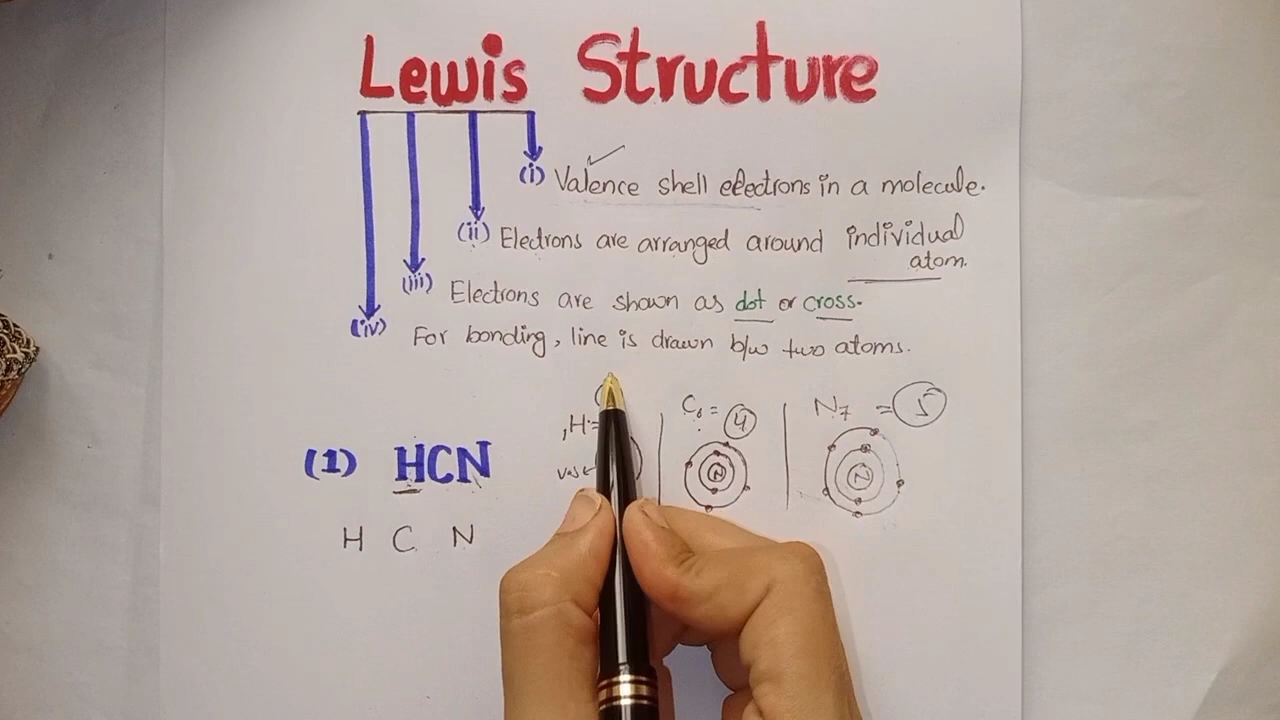 Lewis Structure
(i) Valence shell electrons in a molecule.
(ii) Electrons are arranged around individual
atom.
(iii) Electrons are shown as dot or cross.
(iv) For bonding, line is drawn b/w two atoms.
(1) HCN
H C N
H=
C6 = 4
N
N7 = 5
N